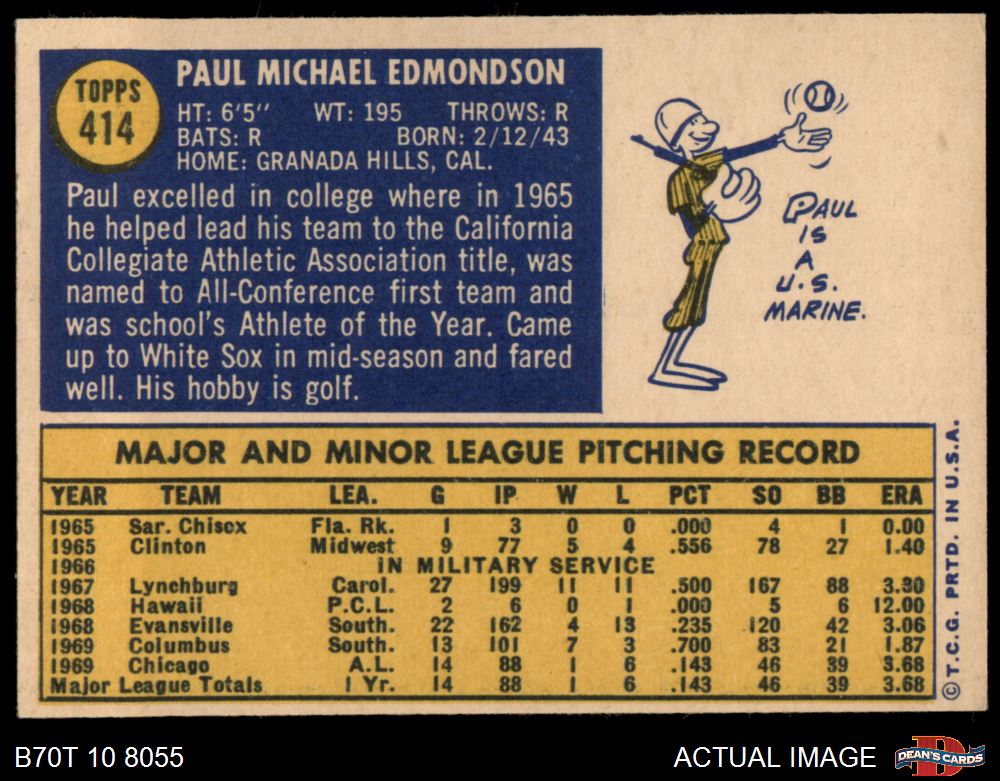 TOPPS
414
PAUL MICHAEL EDMONDSON
HT: 6'5" WT: 195 THROWS: R
BATS: R BORN: 2/12/43
HOME: GRANADA HILLS, CAL.
Paul excelled in college where in 1965
he helped lead his team to the California
Collegiate Athletic Association title, was
named to All-Conference first team and
was school's Athlete of the Year. Came
up to White Sox in mid-season and fared
well. His hobby is golf.
PAUL
IS
A
U.S.
MARINE.
MAJOR AND MINOR LEAGUE PITCHING RECORD
YEAR TEAM LEA. G IP W L PCT SO BB ERA
1965 Sar. Chisox Fla. Rk. 1 3 0 0 .000 4 1 0.00
1965 Clinton Midwest 9 77 5 4 .556 78 27 1.40
1966 IN MILITARY SERVICE
1967 Lynchburg Carol. 27 199 11 11 .500 167 88 3.30
1968 Hawaii P.C.L. 2 6 0 1 .000 5 6 12.00
1968 Evansville South. 22 162 4 13 .235 120 42 3.06
1969 Columbus South. 13 101 7 3 .700 83 21 1.87
1969 Chicago A.L. 14 88 1 6 .143 46 39 3.68
Major League Totals 1 Yr. 14 88 1 6 .143 46 39 3.68
© T.C.G. PRTD. IN U.S.A.
B70T 10 8055
ACTUAL IMAGE
D
DEAN'S CARDS